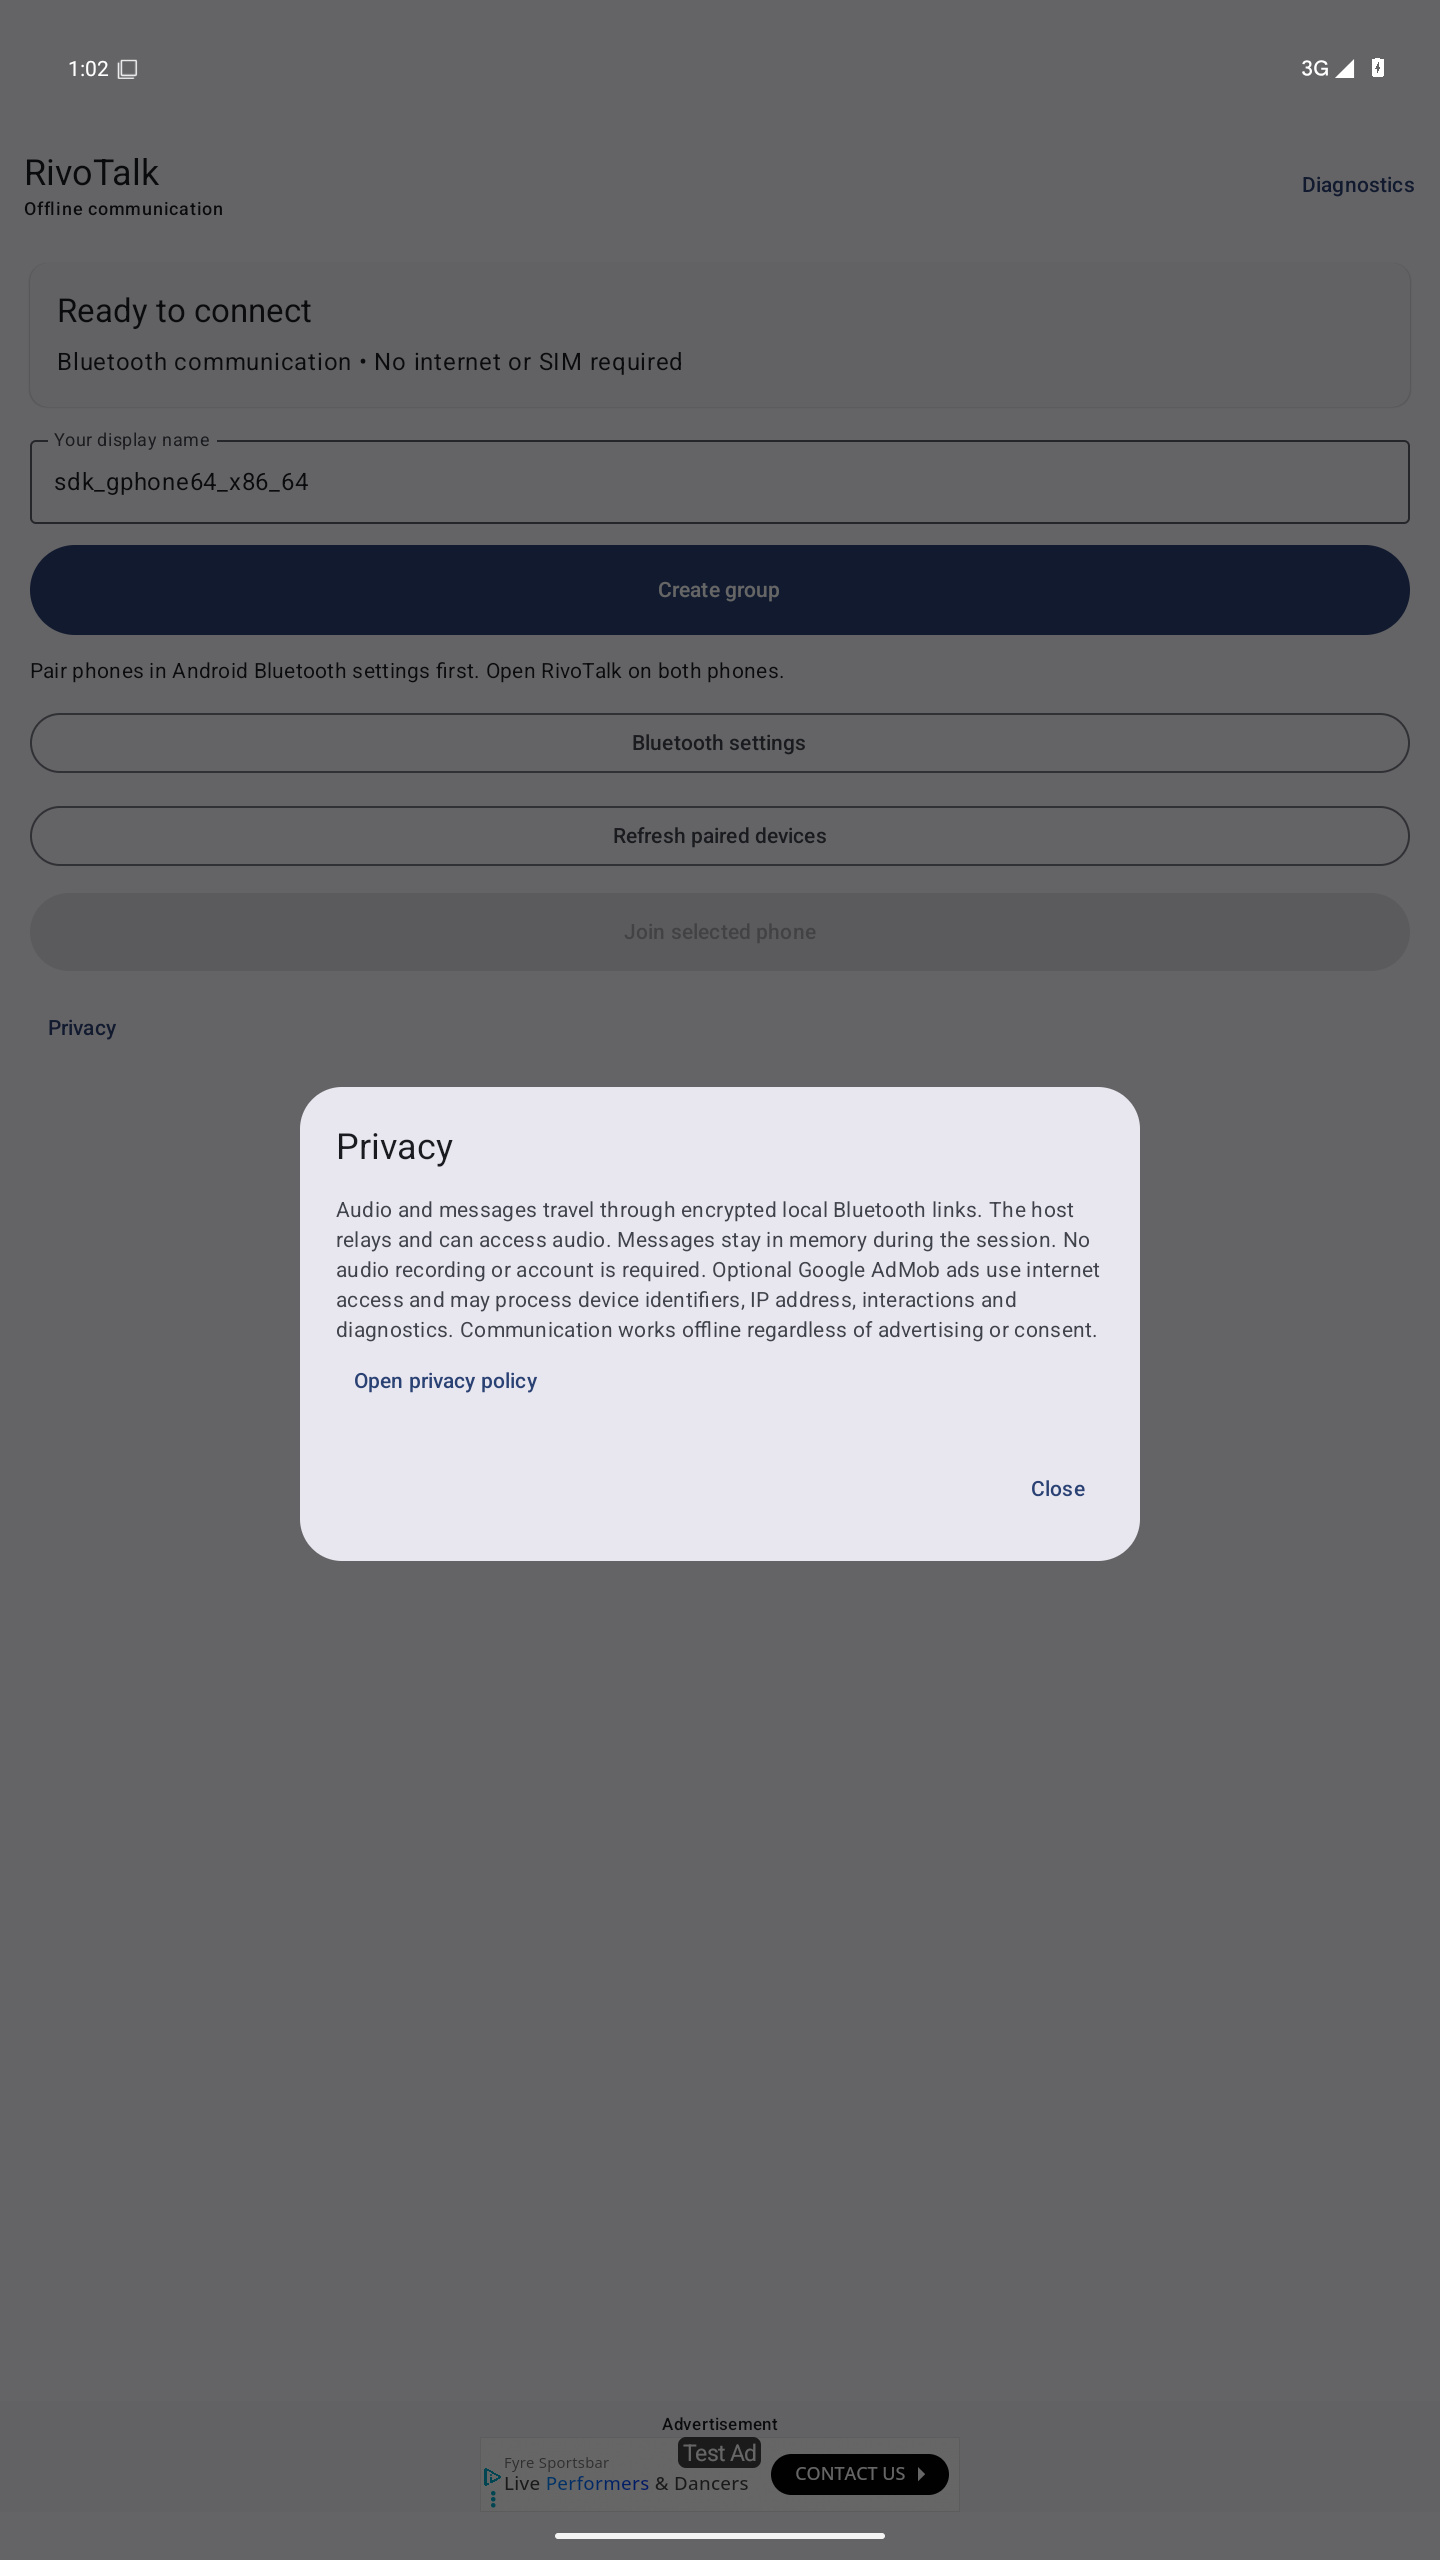 1:02
3G
RivoTalk
Diagnostics
Offline communication
Ready to connect
Bluetooth communication • No internet or SIM required
Your display name
sdk_gphone64_x86_64
Create group
Pair phones in Android Bluetooth settings first. Open RivoTalk on both phones.
Bluetooth settings
Refresh paired devices
Join selected phone
Privacy
Privacy
Audio and messages travel through encrypted local Bluetooth links. The host
relays and can access audio. Messages stay in memory during the session. No
audio recording or account is required. Optional Google AdMob ads use internet
access and may process device identifiers, IP address, interactions and
diagnostics. Communication works offline regardless of advertising or consent.
Open privacy policy
Close
Advertisement
Test Ad
Fyre Sportsbar
Live Performers & Dancers
CONTACT US